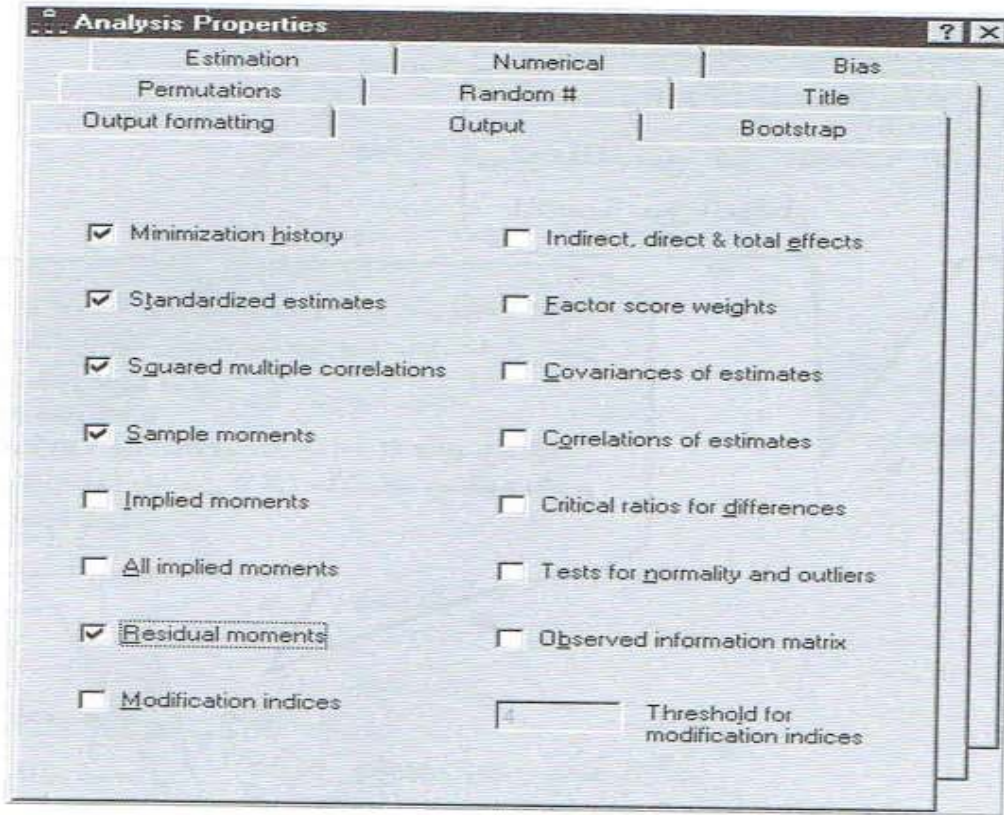 Analysis Properties
Estimation
Numerical
Bias
Permutations
Random #
Title
Output formatting
Output
Bootstrap
Minimization history
Indirect, direct & total effects
Standardized estimates
Factor score weights
Squared multiple correlations
Covariances of estimates
Sample moments
Correlations of estimates
Implied moments
Critical ratios for differences
All implied moments
Tests for normality and outliers
Residual moments
Observed information matrix
Modification indices
4
Threshold for
modification indices